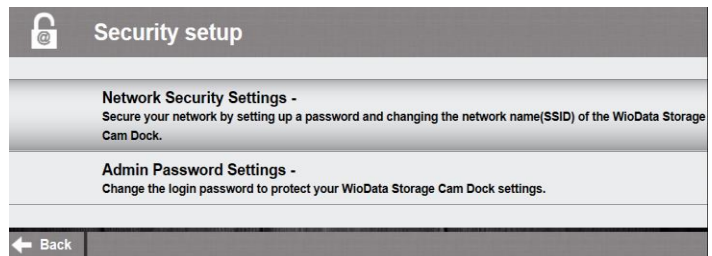 @
Security setup
Network Security Settings -
Secure your network by setting up a password and changing the network name(SSID) of the WioData Storage
Cam Dock.
Admin Password Settings -
Change the login password to protect your WioData Storage Cam Dock settings.
Back